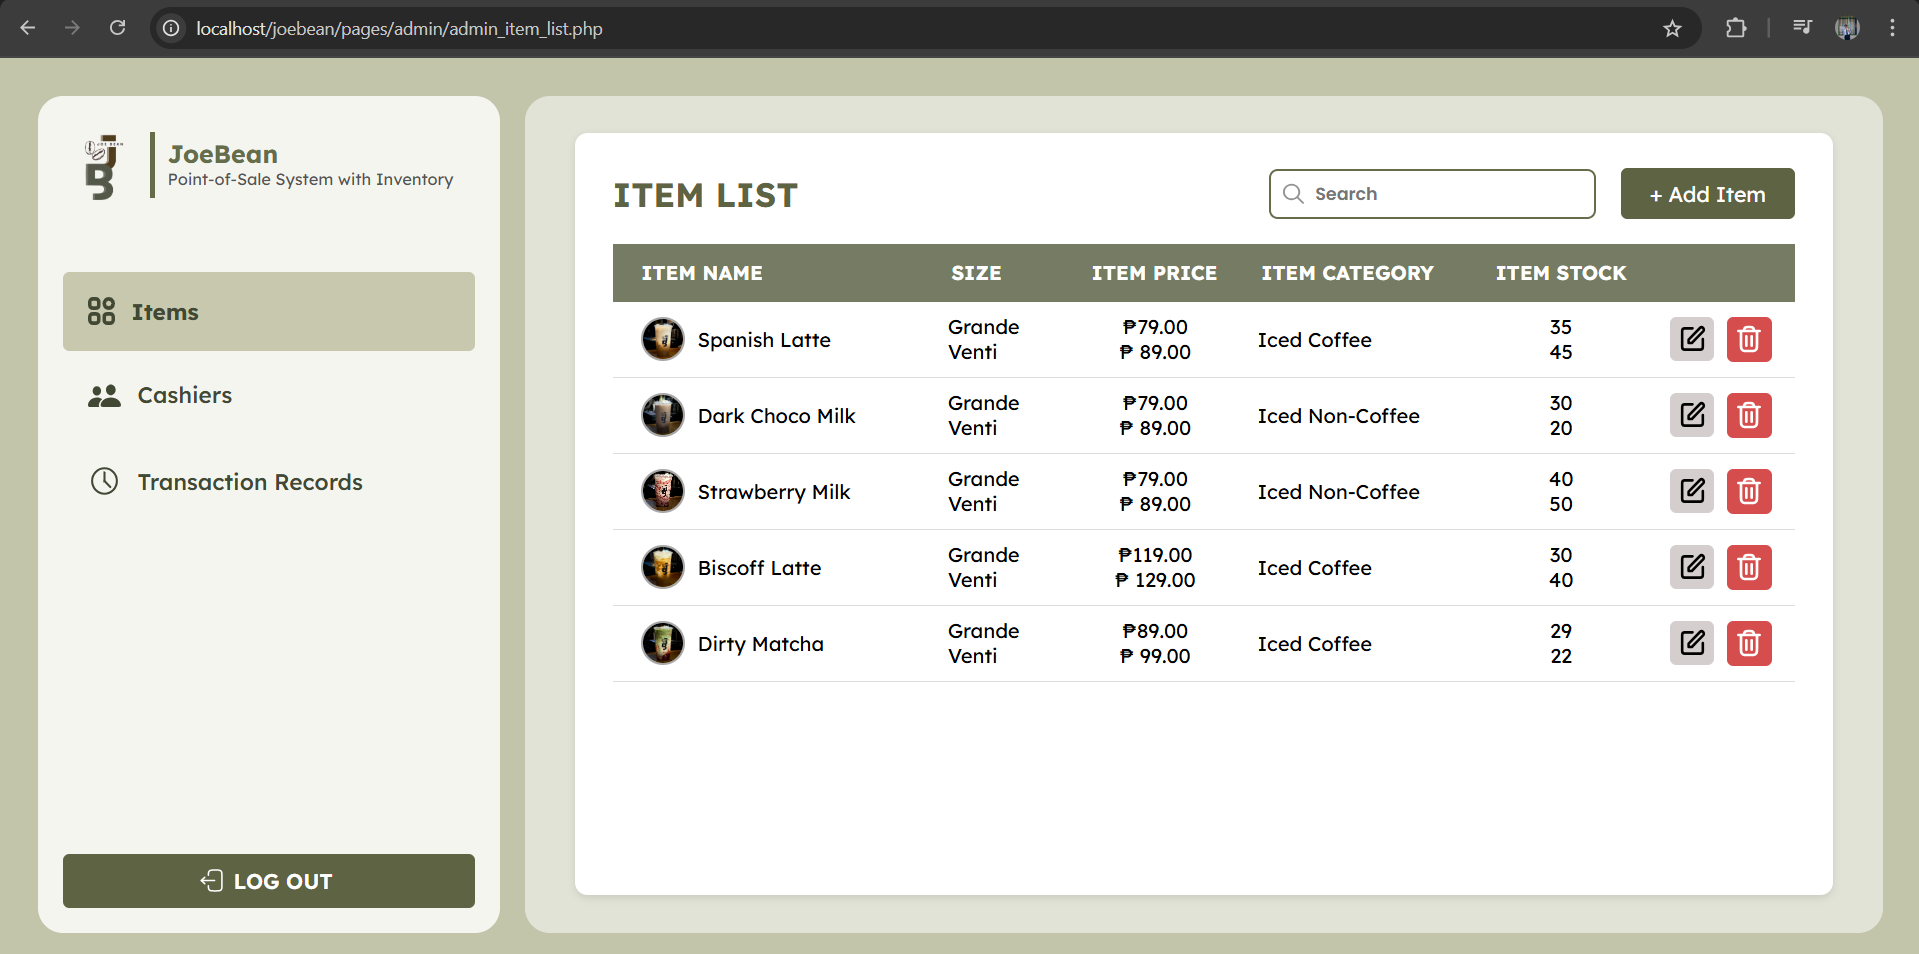 localhost/joebean/pages/admin/admin_item_list.php
JOE BEAN
JoeBean
Point-of-Sale System with Inventory
Items
Cashiers
Transaction Records
LOG OUT
ITEM LIST
Search
+ Add Item
ITEM NAME SIZE ITEM PRICE ITEM CATEGORY ITEM STOCK
Spanish Latte Grande ₱79.00 Iced Coffee 35
Venti ₱ 89.00 45
Dark Choco Milk Grande ₱79.00 Iced Non-Coffee 30
Venti ₱ 89.00 20
Strawberry Milk Grande ₱79.00 Iced Non-Coffee 40
Venti ₱ 89.00 50
Biscoff Latte Grande ₱119.00 Iced Coffee 30
Venti ₱ 129.00 40
Dirty Matcha Grande ₱89.00 Iced Coffee 29
Venti ₱ 99.00 22